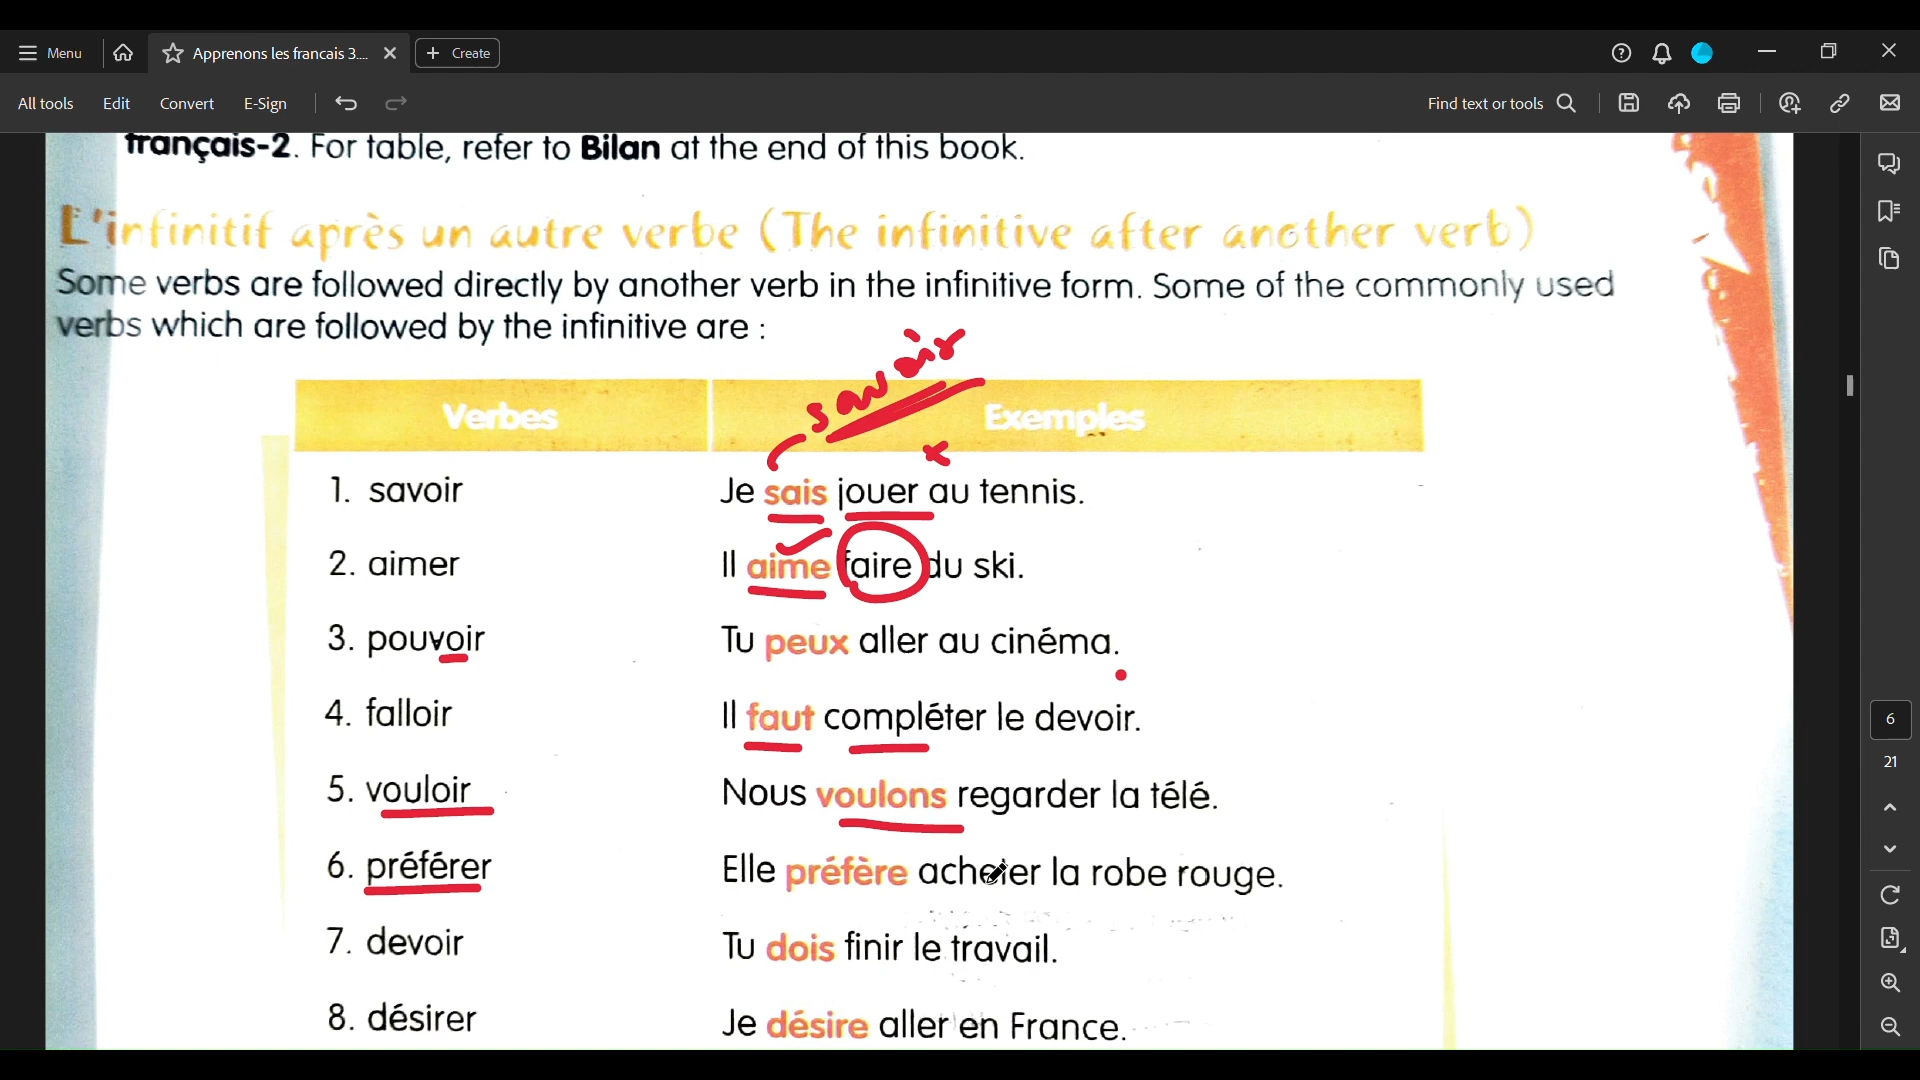 Menu
Apprenons les francais 3....
Create
All tools
Edit
Convert
E-Sign
Find text or tools
français-2. For table, refer to Bilan at the end of this book.
L'infinitif après un autre verbe (The infinitive after another verb)
Some verbs are followed directly by another verb in the infinitive form. Some of the commonly used
verbs which are followed by the infinitive are :
savoir
Verbes Exemples
x
1. savoir Je sais jouer au tennis.
2. aimer Il aime faire du ski.
3. pouvoir Tu peux aller au cinéma.
4. falloir Il faut compléter le devoir.
5. vouloir Nous voulons regarder la télé.
6. préférer Elle préfère acheter la robe rouge.
7. devoir Tu dois finir le travail.
8. désirer Je désire aller en France.
6
21